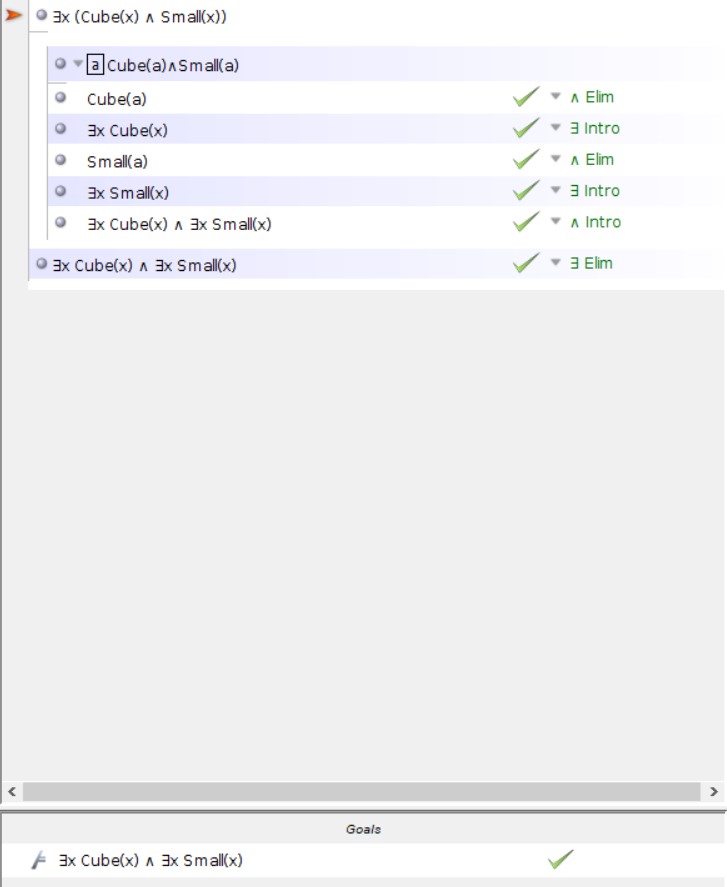 ∃x (Cube(x) ∧ Small(x))
a Cube(a)∧Small(a)
Cube(a) ∧ Elim
∃x Cube(x) ∃ Intro
Small(a) ∧ Elim
∃x Small(x) ∃ Intro
∃x Cube(x) ∧ ∃x Small(x) ∧ Intro
∃x Cube(x) ∧ ∃x Small(x) ∃ Elim
Goals
∃x Cube(x) ∧ ∃x Small(x)